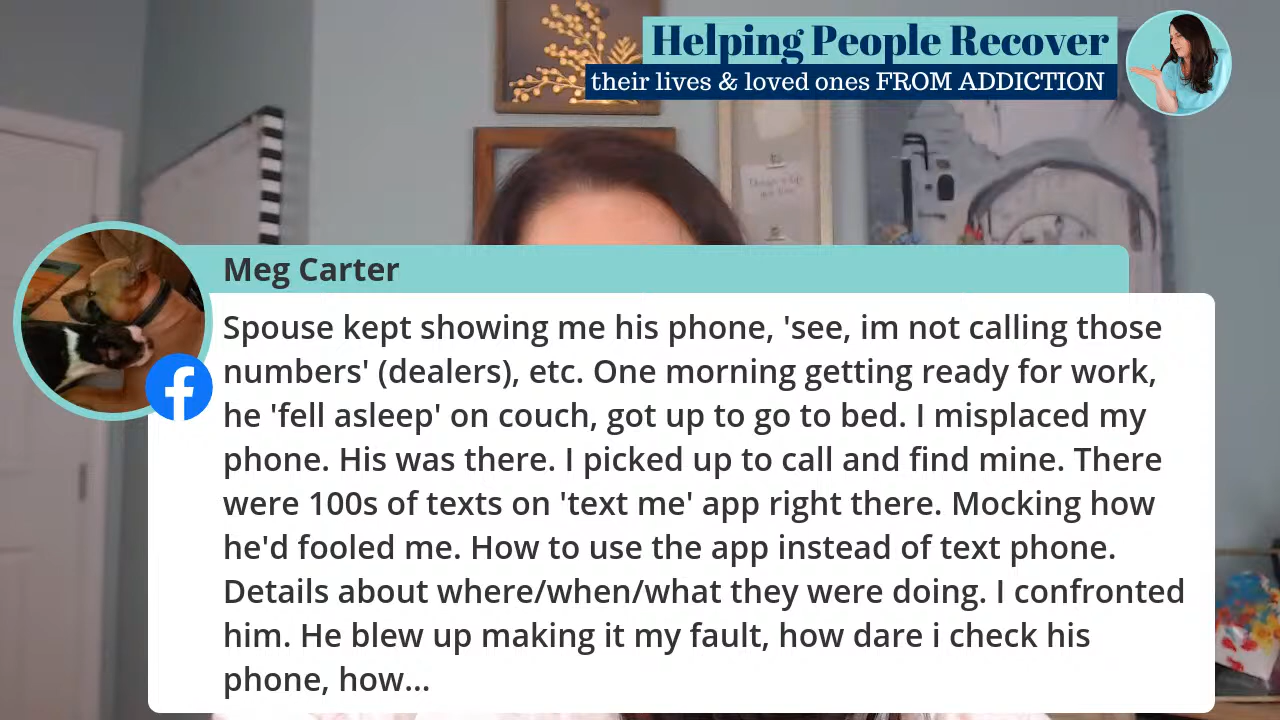 Helping People Recover
their lives & loved ones FROM ADDICTION
Meg Carter
Spouse kept showing me his phone, 'see, im not calling those
numbers' (dealers), etc. One morning getting ready for work,
he 'fell asleep' on couch, got up to go to bed. I misplaced my
phone. His was there. I picked up to call and find mine. There
were 100s of texts on 'text me' app right there. Mocking how
he'd fooled me. How to use the app instead of text phone.
Details about where/when/what they were doing. I confronted
him. He blew up making it my fault, how dare i check his
phone, how...